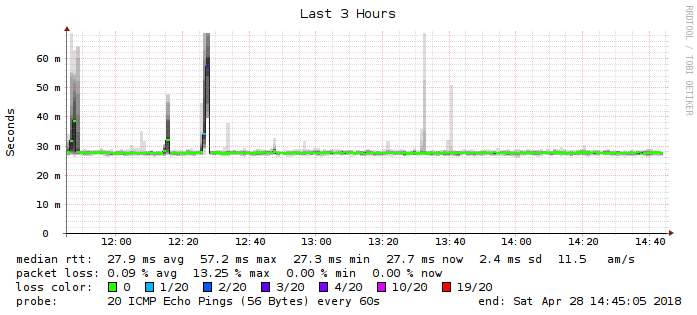 Last 3 Hours
RRDTOOL / TOBI OETIKER
Seconds
60 m
50 m
40 m
30 m
20 m
10 m
0
12:00 12:20 12:40 13:00 13:20 13:40 14:00 14:20 14:40
median rtt: 27.9 ms avg 57.2 ms max 27.3 ms min 27.7 ms now 2.4 ms sd 11.5 am/s
packet loss: 0.09 % avg 13.25 % max 0.00 % min 0.00 % now
loss color: 0 1/20 2/20 3/20 4/20 10/20 19/20
probe: 20 ICMP Echo Pings (56 Bytes) every 60s end: Sat Apr 28 14:45:05 2018